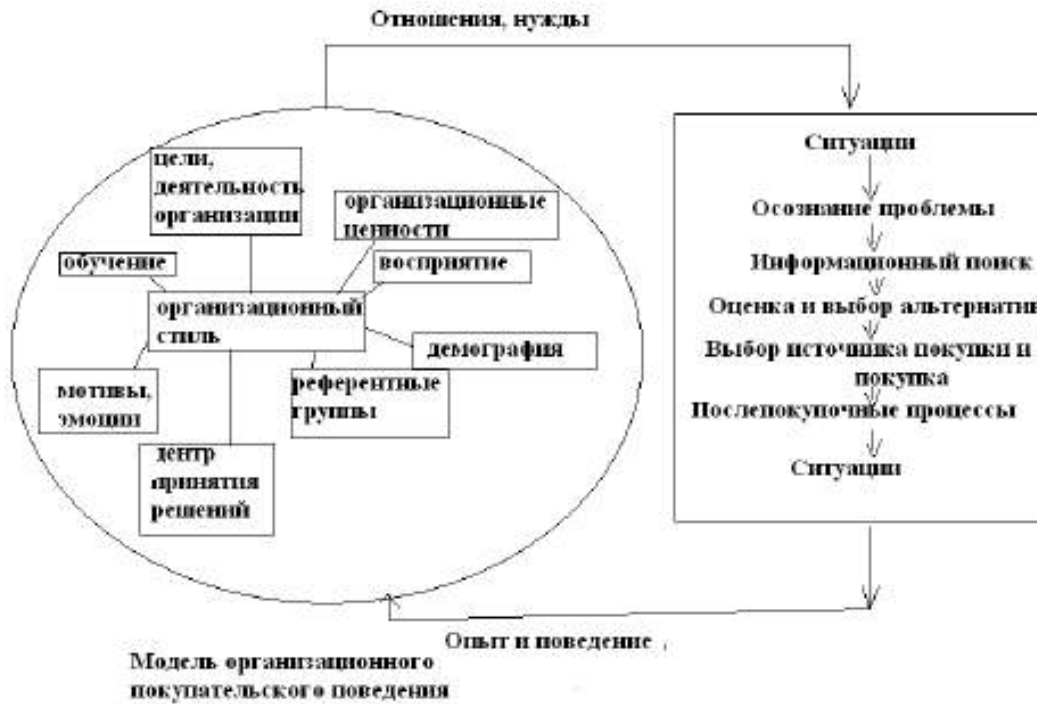 Отношения, нужды
цели,
деятельность
организации
организационные
ценности
обучение
восприятие
организационный
стиль
демография
мотивы,
эмоции
референтные
группы
центр
принятия
решений
Ситуации
Осознание проблемы
Информационный поиск
Оценка и выбор альтернатив
Выбор источника покупки и
покупка
Послепокупочные процессы
Ситуации
Опыт и поведение
Модель организационного
покупательского поведения